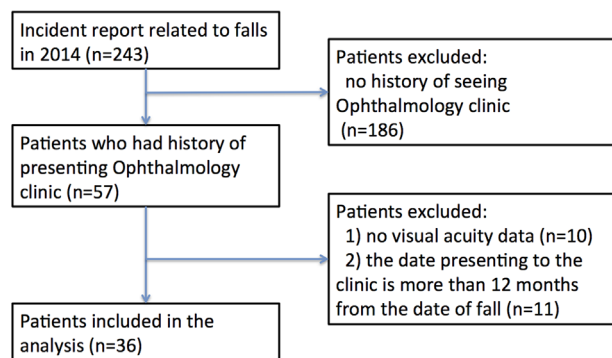 Incident report related to falls
in 2014 (n=243)
Patients excluded:
no history of seeing
Ophthalmology clinic
(n=186)
Patients who had history of
presenting Ophthalmology
clinic (n=57)
Patients excluded:
1) no visual acuity data (n=10)
2) the date presenting to the
clinic is more than 12 months
from the date of fall (n=11)
Patients included in the
analysis (n=36)